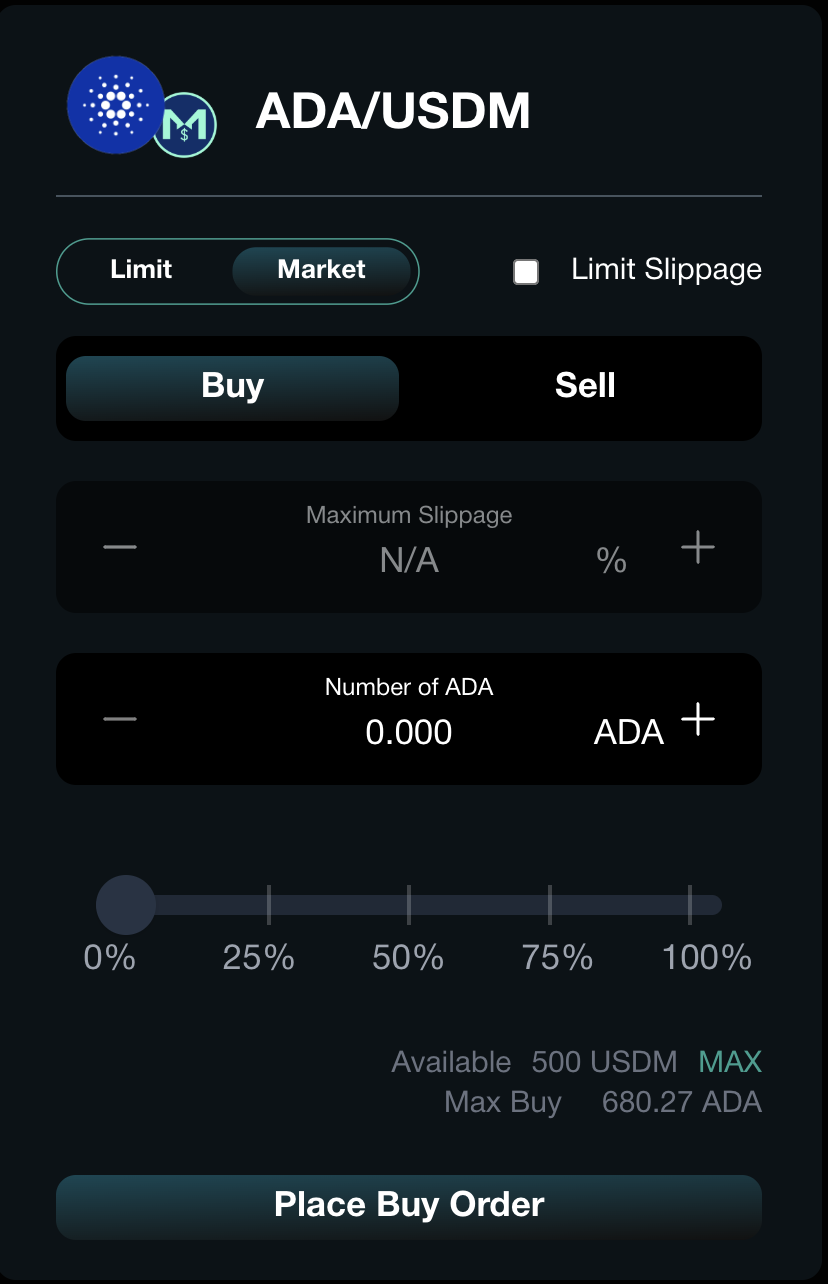 ADA/USDM
Limit Market Limit Slippage
Buy Sell
Maximum Slippage
N/A %
Number of ADA
0.000 ADA
0% 25% 50% 75% 100%
Available 500 USDM MAX
Max Buy 680.27 ADA
Place Buy Order